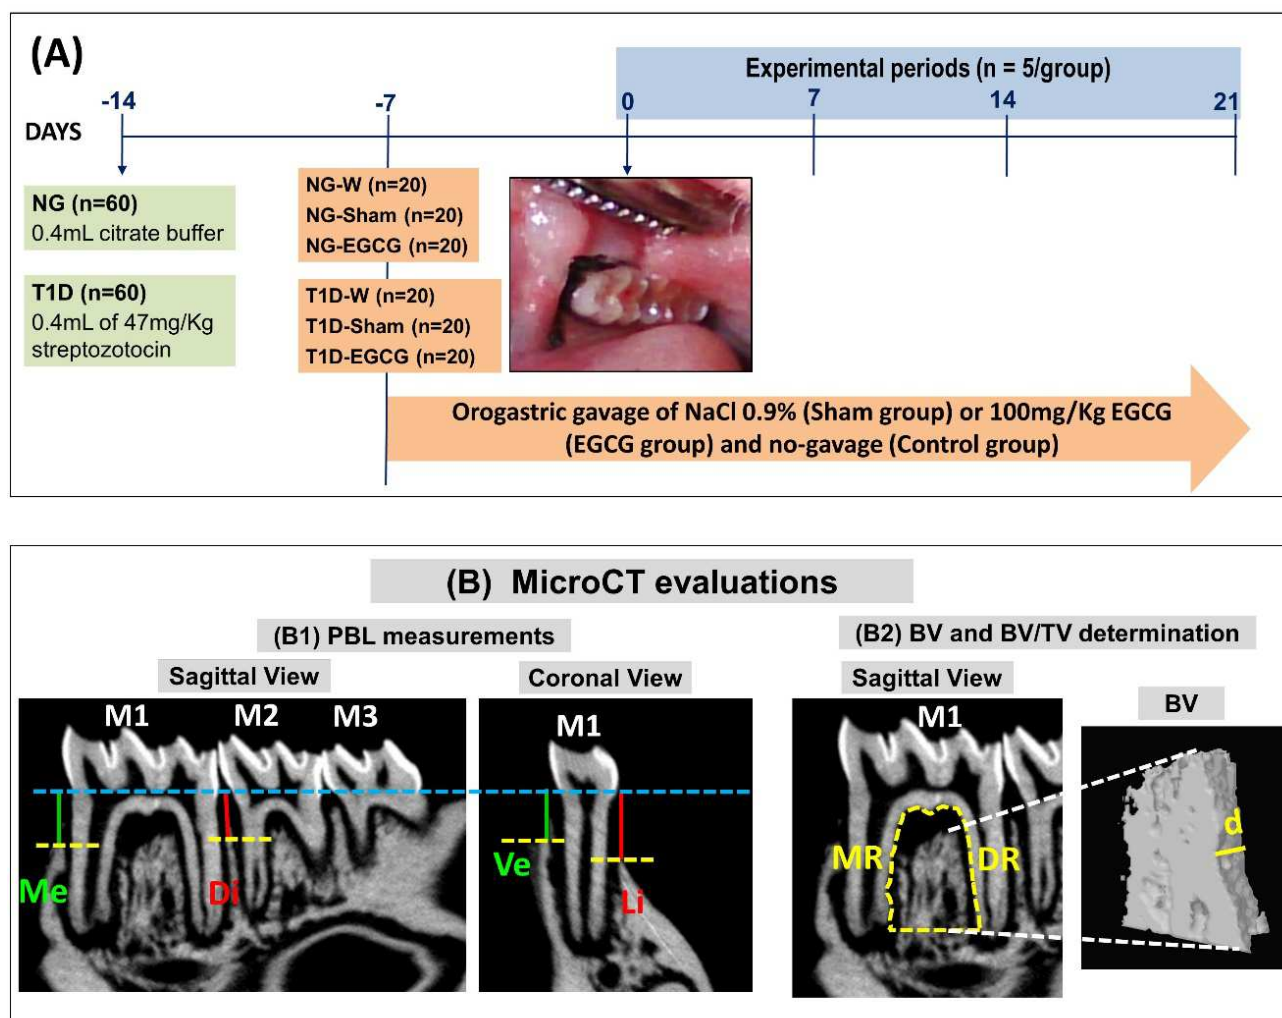 (A)
Experimental periods (n = 5/group)
-14
-7
0
7
14
21
DAYS
NG (n=60)
0.4mL citrate buffer
T1D (n=60)
0.4mL of 47mg/Kg
streptozotocin
NG-W (n=20)
NG-Sham (n=20)
NG-EGCG (n=20)
T1D-W (n=20)
T1D-Sham (n=20)
T1D-EGCG (n=20)
Orogastric gavage of NaCl 0.9% (Sham group) or 100mg/Kg EGCG
(EGCG group) and no-gavage (Control group)
(B) MicroCT evaluations
(B1) PBL measurements
Sagittal View
Coronal View
M1
M2
M3
Me
Di
M1
Ve
Li
(B2) BV and BV/TV determination
Sagittal View
BV
M1
MR
DR
d